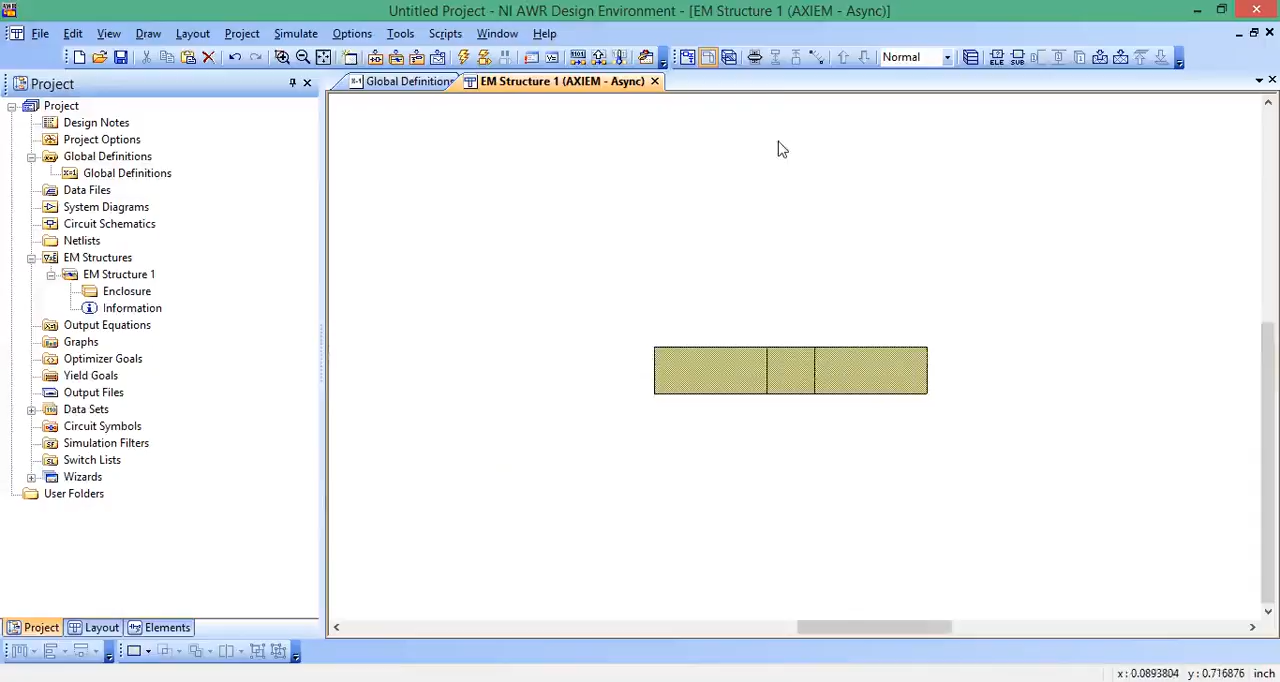 Untitled Project - NI AWR Design Environment - [EM Structure 1 (AXIEM - Async)]
File Edit View Draw Layout Project Simulate Options Tools Scripts Window Help
Normal
Project
Global Definitions
EM Structure 1 (AXIEM - Async)
Project
Design Notes
Project Options
Global Definitions
Global Definitions
Data Files
System Diagrams
Circuit Schematics
Netlists
EM Structures
EM Structure 1
Enclosure
Information
Output Equations
Graphs
Optimizer Goals
Yield Goals
Output Files
Data Sets
Circuit Symbols
Simulation Filters
Switch Lists
Wizards
User Folders
Project Layout Elements
x : 0.0893804 y : 0.716876 inch